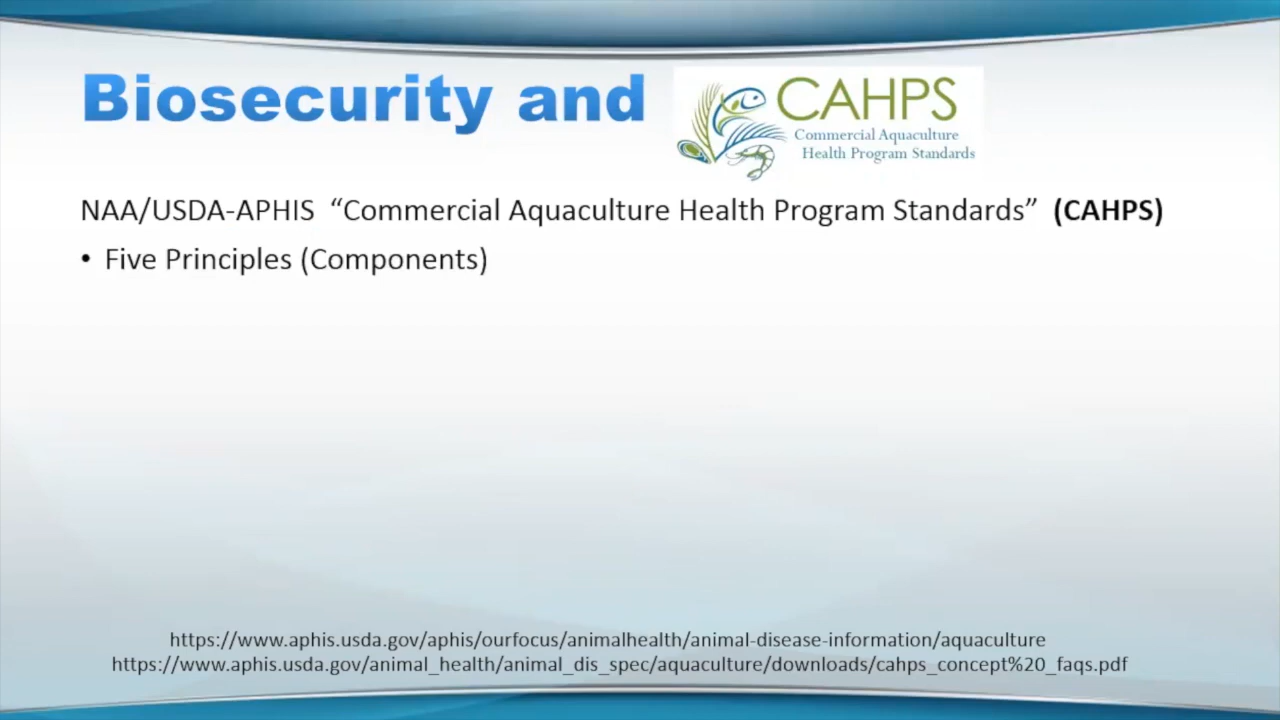 Biosecurity and
CAHPS
Commercial Aquaculture
Health Program Standards
NAA/USDA-APHIS “Commercial Aquaculture Health Program Standards” (CAHPS)
• Five Principles (Components)
https://www.aphis.usda.gov/aphis/ourfocus/animalhealth/animal-disease-information/aquaculture
https://www.aphis.usda.gov/animal_health/animal_dis_spec/aquaculture/downloads/cahps_concept%20_faqs.pdf